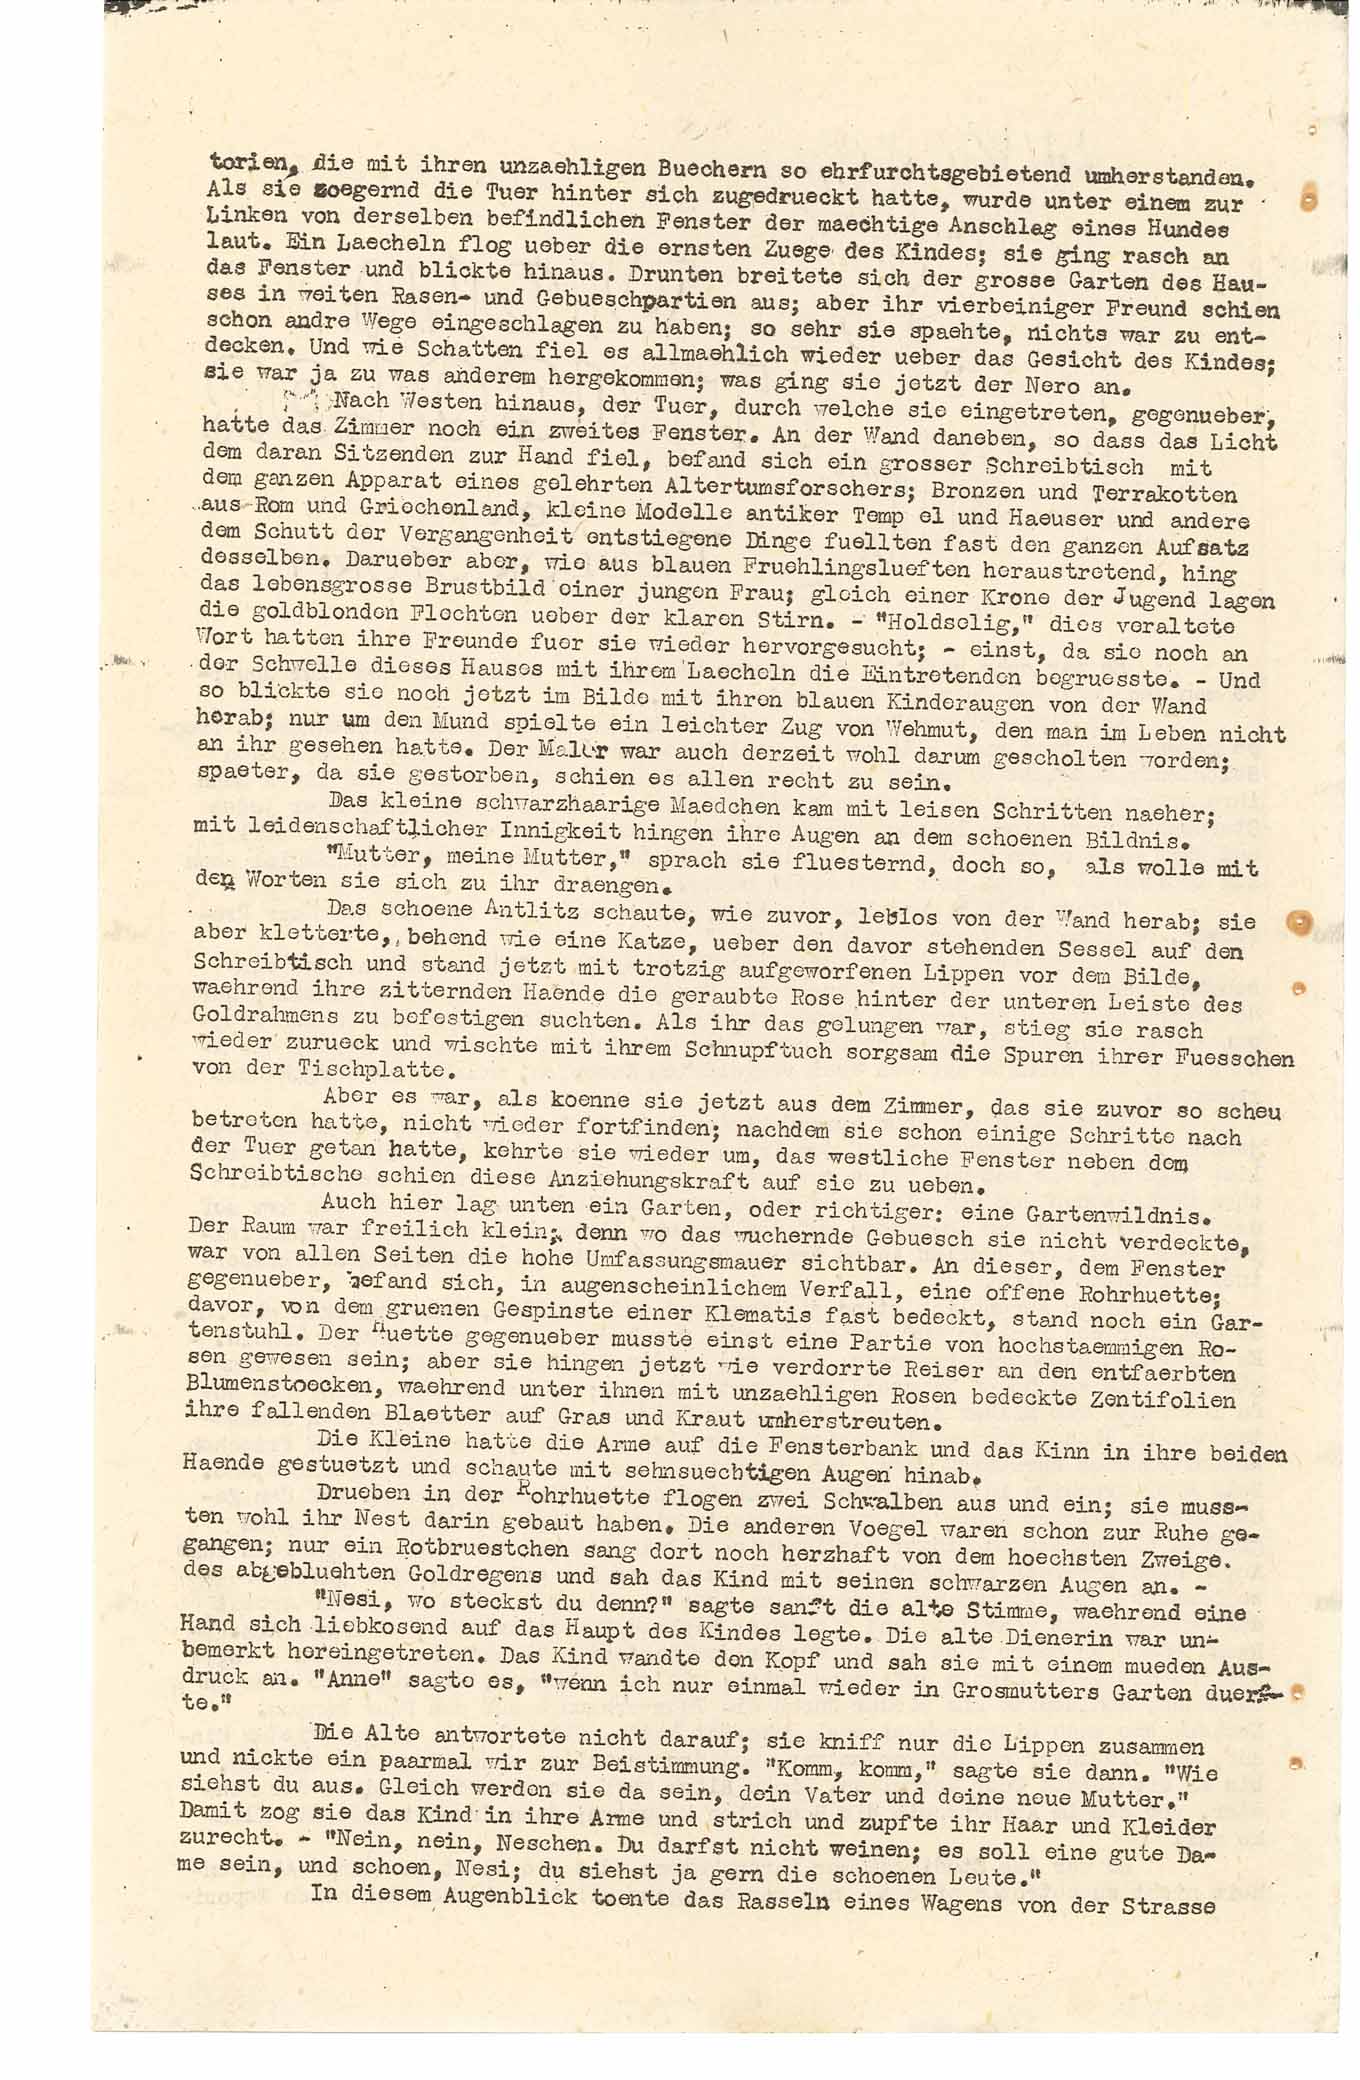 torien, die mit ihren unzaehligen Buechern so ehrfurchtsgebietend umherstanden.
Als sie zoegernd die Tuer hinter sich zugedrueckt hatte, wurde unter einem zur
Linken von derselben befindlichen Fenster der maechtige Anschlag eines Hundes
laut. Ein Laecheln flog ueber die ernsten Zuege des Kindes; sie ging rasch an
das Fenster und blickte hinaus. Drunten breitete sich der grosse Garten des Hau-
ses in weiten Rasen- und Gebueschpartien aus; aber ihr vierbeiniger Freund schien
schon andre Wege eingeschlagen zu haben; so sehr sie spaehte, nichts war zu ent-
decken. Und wie Schatten fiel es allmaehlich wieder ueber das Gesicht des Kindes;
sie war ja zu was anderem hergekommen; was ging sie jetzt der Nero an.
Nach Westen hinaus, der Tuer, durch welche sie eingetreten, gegenueber,
hatte das Zimmer noch ein zweites Fenster. An der Wand daneben, so dass das Licht
dem daran Sitzenden zur Hand fiel, befand sich ein grosser Schreibtisch mit
dem ganzen Apparat eines gelehrten Altertumsforschers; Bronzen und Terrakotten
aus Rom und Griechenland, kleine Modelle antiker Temp el und Haeuser und andere
dem Schutt der Vergangenheit entstiegene Dinge fuellten fast den ganzen Aufsatz
desselben. Darueber aber, wie aus blauen Fruehlingslueften heraustretend, hing
das lebensgrosse Brustbild einer jungen Frau; gleich einer Krone der Jugend lagen
die goldblonden Flechten ueber der klaren Stirn. - "Holdselig," dies veraltete
Wort hatten ihre Freunde fuer sie wieder hervorgesucht; - einst, da sie noch an
der Schwelle dieses Hauses mit ihrem Laecheln die Eintretenden begruesste. - Und
so blickte sie noch jetzt im Bilde mit ihren blauen Kinderaugen von der Wand
herab; nur um den Mund spielte ein leichter Zug von Wehmut, den man im Leben nicht
an ihr gesehen hatte. Der Maler war auch derzeit wohl darum gescholten worden;
spaeter, da sie gestorben, schien es allen recht zu sein.
Das kleine schwarzhaarige Maedchen kam mit leisen Schritten naeher;
mit leidenschaftlicher Innigkeit hingen ihre Augen an dem schoenen Bildnis.
"Mutter, meine Mutter," sprach sie fluesternd, doch so, als wolle mit
den Worten sie sich zu ihr draengen.
Das schoene Antlitz schaute, wie zuvor, leblos von der Wand herab; sie
aber kletterte, behend wie eine Katze, ueber den davor stehenden Sessel auf den
Schreibtisch und stand jetzt mit trotzig aufgeworfenen Lippen vor dem Bilde,
waehrend ihre zitternden Haende die geraubte Rose hinter der unteren Leiste des
Goldrahmens zu befestigen suchten. Als ihr das gelungen war, stieg sie rasch
wieder zurueck und wischte mit ihrem Schnupftuch sorgsam die Spuren ihrer Fuesschen
von der Tischplatte.
Aber es war, als koenne sie jetzt aus dem Zimmer, das sie zuvor so scheu
betreten hatte, nicht wieder fortfinden; nachdem sie schon einige Schritte nach
der Tuer getan hatte, kehrte sie wieder um, das westliche Fenster neben dem
Schreibtische schien diese Anziehungskraft auf sie zu ueben.
Auch hier lag unten ein Garten, oder richtiger: eine Gartenwildnis.
Der Raum war freilich klein; denn wo das wuchernde Gebuesch sie nicht verdeckte,
war von allen Seiten die hohe Umfassungsmauer sichtbar. An dieser, dem Fenster
gegenueber, befand sich, in augenscheinlichem Verfall, eine offene Rohrhuette;
davor, von dem gruenen Gespinste einer Klematis fast bedeckt, stand noch ein Gar-
tenstuhl. Der Huette gegenueber musste einst eine Partie von hochstaemmigen Ro-
sen gewesen sein; aber sie hingen jetzt wie verdorrte Reiser an den entfaerbten
Blumenstoecken, waehrend unter ihnen mit unzaehligen Rosen bedeckte Zentifolien
ihre fallenden Blaetter auf Gras und Kraut umherstreuten.
Die Kleine hatte die Arme auf die Fensterbank und das Kinn in ihre beiden
Haende gestuetzt und schaute mit sehnsuechtigen Augen hinab.
Drueben in der Rohrhuette flogen zwei Schwalben aus und ein; sie muss-
ten wohl ihr Nest darin gebaut haben. Die anderen Voegel waren schon zur Ruhe ge-
gangen; nur ein Rotbruestchen sang dort noch herzhaft von dem hoechsten Zweige.
des abgebluehten Goldregens und sah das Kind mit seinen schwarzen Augen an. -
"Nesi, wo steckst du denn?" sagte sanft die alte Stimme, waehrend eine
Hand sich liebkosend auf das Haupt des Kindes legte. Die alte Dienerin war un-
bemerkt hereingetreten. Das Kind wandte den Kopf und sah sie mit einem mueden Aus-
druck an. "Anne" sagte es, "wenn ich nur einmal wieder in Grosmutters Garten duerf-
te."
Die Alte antwortete nicht darauf; sie kniff nur die Lippen zusammen
und nickte ein paarmal wir zur Beistimmung. "Komm, komm," sagte sie dann. "Wie
siehst du aus. Gleich werden sie da sein, dein Vater und deine neue Mutter."
Damit zog sie das Kind in ihre Arme und strich und zupfte ihr Haar und Kleider
zurecht. - "Nein, nein, Neschen. Du darfst nicht weinen; es soll eine gute Da-
me sein, und schoen, Nesi; du siehst ja gern die schoenen Leute."
In diesem Augenblick toente das Rasseln eines Wagens von der Strasse